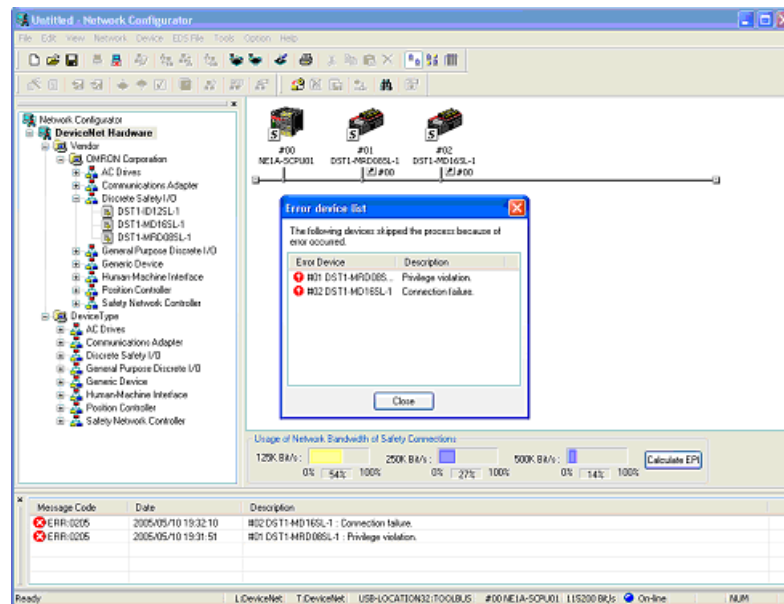 Untitled - Network Configurator
File Edit View Network Device EDS File Tools Option Help
Network Configurator
DeviceNet Hardware
Vendor
OMRON Corporation
AC Drives
Communications Adapter
Discrete Safety I/O
DST1-ID12SL-1
DST1-MD16SL-1
DST1-MRD08SL-1
General Purpose Discrete I/O
Generic Device
Human-Machine Interface
Position Controller
Safety Network Controller
DeviceType
AC Drives
Communications Adapter
Discrete Safety I/O
General Purpose Discrete I/O
Generic Device
Human-Machine Interface
Position Controller
Safety Network Controller
#00 #01 #02
NE1A-SCPU01 DST1-MRD08SL-1 DST1-MD16SL-1
#00 #00
Error device list
The following devices skipped the process because of
error occurred.
Error Device Description
#01 DST1-MRD08S... Privilege violation.
#02 DST1-MD16SL-1 Connection failure.
Close
Usage of Network Bandwidth of Safety Connections
125K Bit/s : 250K Bit/s : 500K Bit/s : Calculate EPI
0% 54% 100% 0% 27% 100% 0% 14% 100%
Message Code Date Description
ERR:0205 2005/05/10 19:32:10 #02 DST1-MD16SL-1 : Connection failure.
ERR:0205 2005/05/10 19:31:51 #01 DST1-MRD08SL-1 : Privilege violation.
Ready L:DeviceNet T:DeviceNet USB-LOCATION32:TOOLBUS #00 NE1A-SCPU01 115200 Bit/s On-line NUM